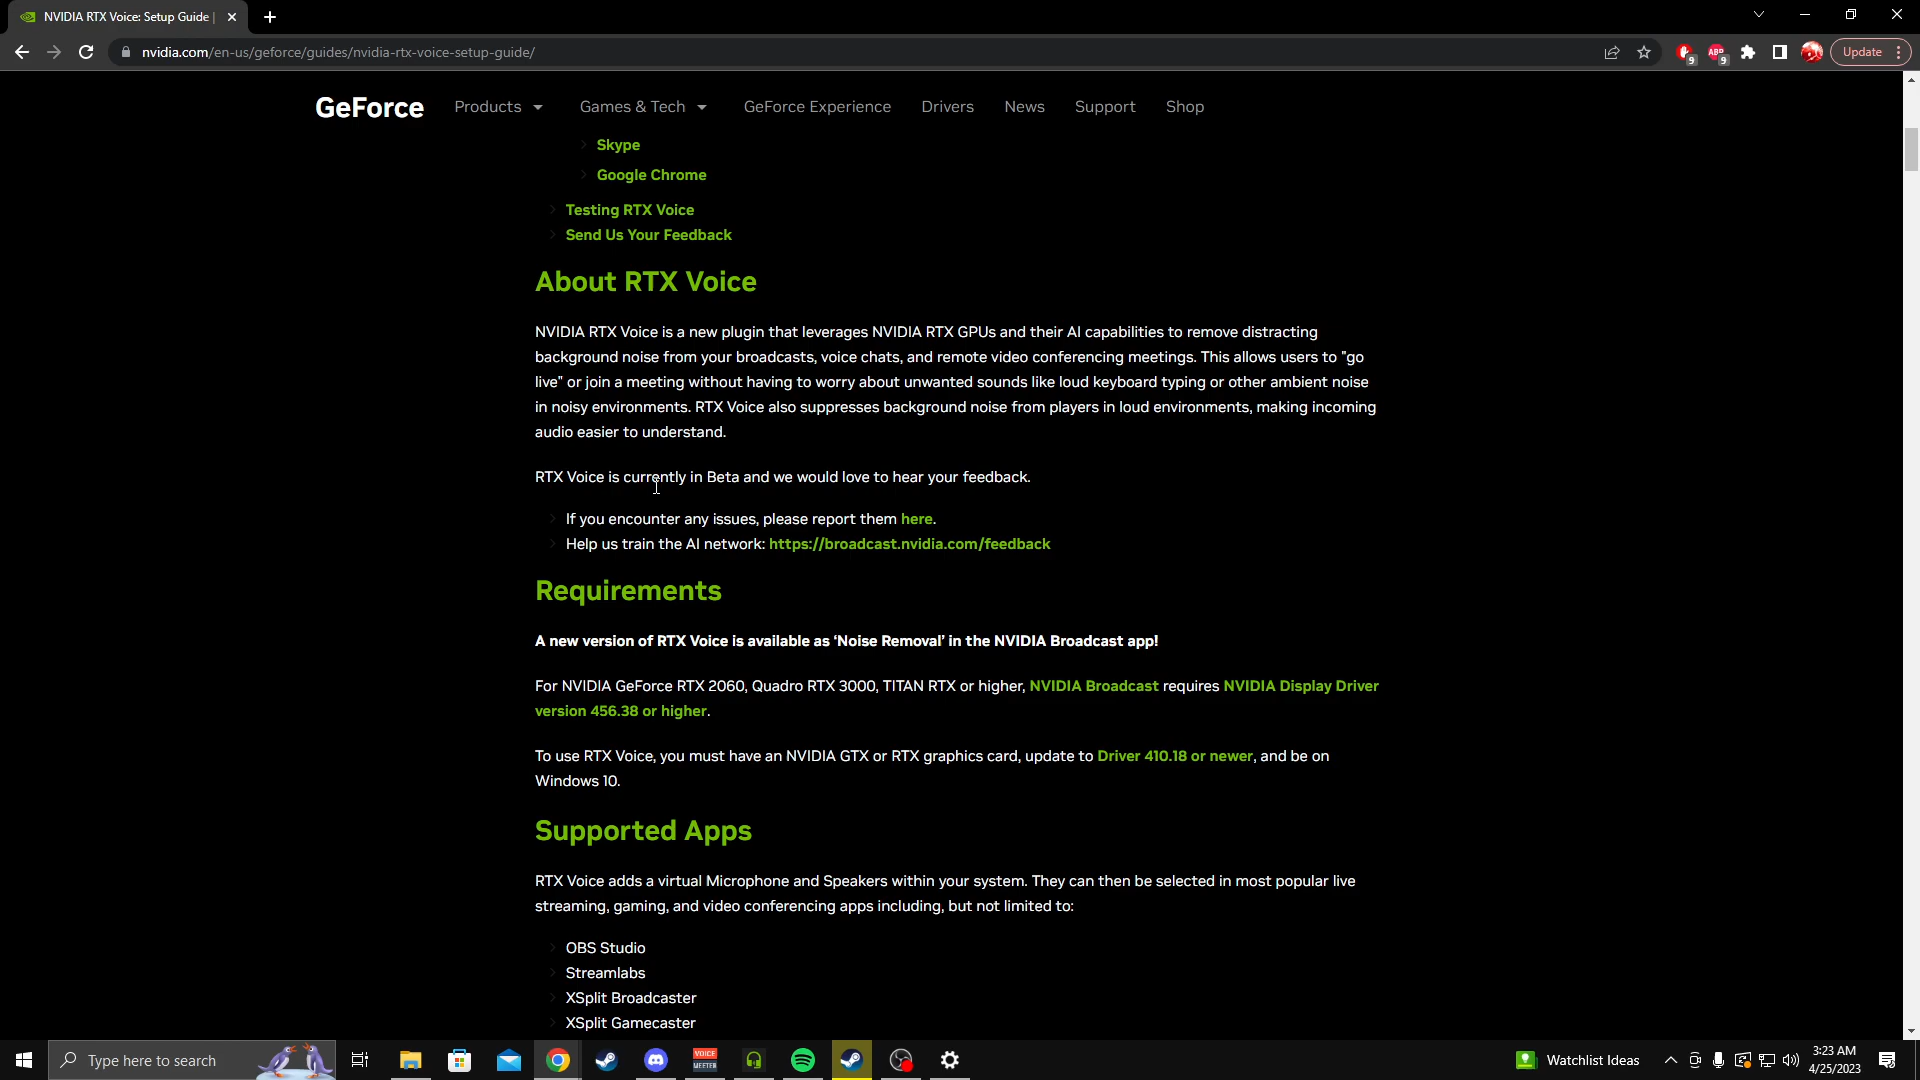 NVIDIA RTX Voice: Setup Guide |
nvidia.com/en-us/geforce/guides/nvidia-rtx-voice-setup-guide/
9
ABP
9
Update
GeForce
Products
Games & Tech
GeForce Experience
Drivers
News
Support
Shop
Skype
Google Chrome
Testing RTX Voice
Send Us Your Feedback
About RTX Voice
NVIDIA RTX Voice is a new plugin that leverages NVIDIA RTX GPUs and their AI capabilities to remove distracting
background noise from your broadcasts, voice chats, and remote video conferencing meetings. This allows users to "go
live" or join a meeting without having to worry about unwanted sounds like loud keyboard typing or other ambient noise
in noisy environments. RTX Voice also suppresses background noise from players in loud environments, making incoming
audio easier to understand.
RTX Voice is currently in Beta and we would love to hear your feedback.
If you encounter any issues, please report them here.
Help us train the AI network: https://broadcast.nvidia.com/feedback
Requirements
A new version of RTX Voice is available as ‘Noise Removal’ in the NVIDIA Broadcast app!
For NVIDIA GeForce RTX 2060, Quadro RTX 3000, TITAN RTX or higher, NVIDIA Broadcast requires NVIDIA Display Driver
version 456.38 or higher.
To use RTX Voice, you must have an NVIDIA GTX or RTX graphics card, update to Driver 410.18 or newer, and be on
Windows 10.
Supported Apps
RTX Voice adds a virtual Microphone and Speakers within your system. They can then be selected in most popular live
streaming, gaming, and video conferencing apps including, but not limited to:
OBS Studio
Streamlabs
XSplit Broadcaster
XSplit Gamecaster
Type here to search
VOICE
MEETER
Watchlist Ideas
3:23 AM
4/25/2023